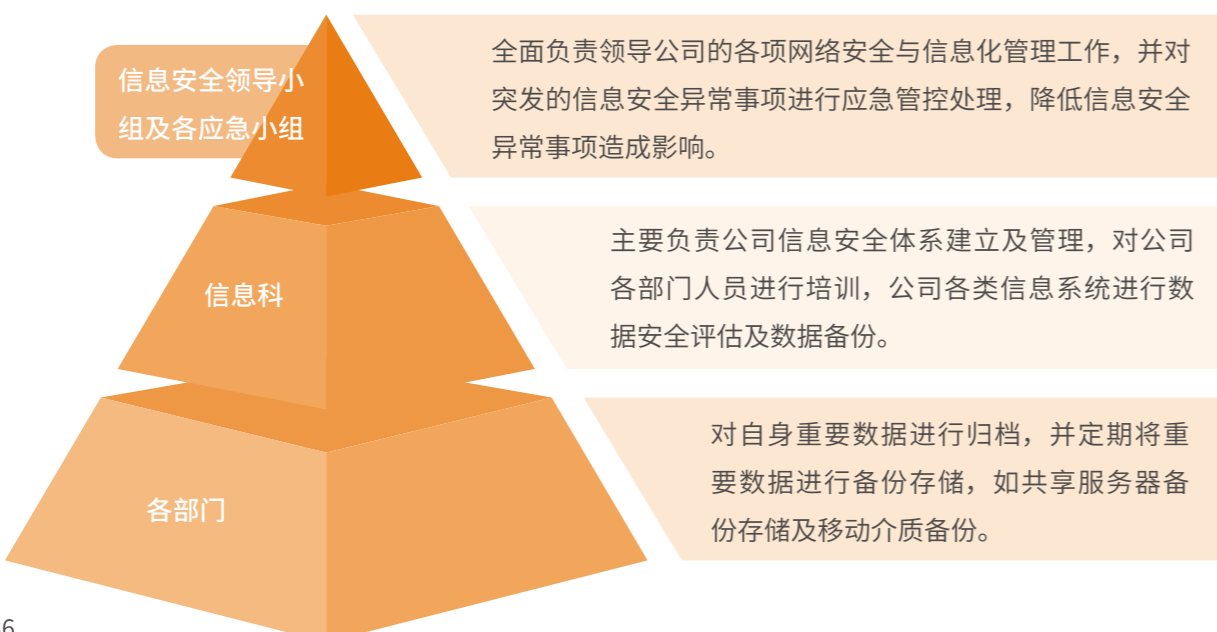 信息安全领导小
组及各应急小组
全面负责领导公司的各项网络安全与信息化管理工作，并对
突发的信息安全异常事项进行应急管控处理，降低信息安全
异常事项造成影响。
信息科
主要负责公司信息安全体系建立及管理，对公司
各部门人员进行培训，公司各类信息系统进行数
据安全评估及数据备份。
各部门
对自身重要数据进行归档，并定期将重
要数据进行备份存储，如共享服务器备
份存储及移动介质备份。